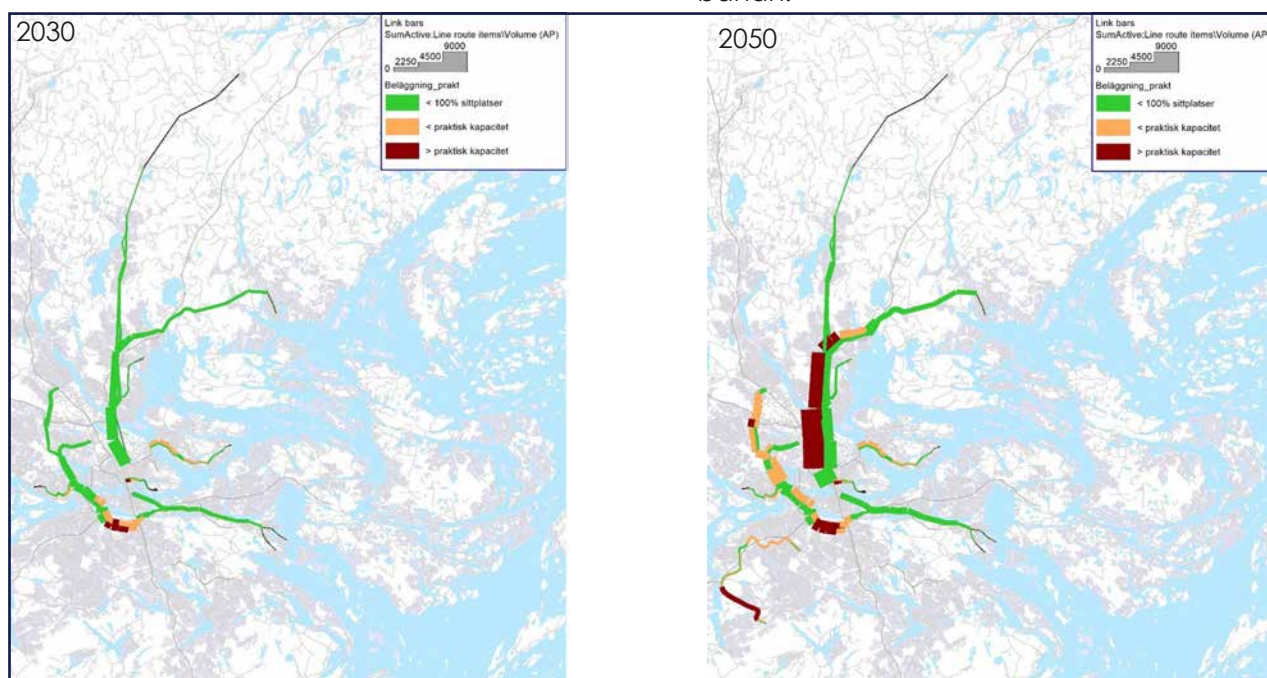 banan.
2030
Link bars
SumActive:Line route items\Volume (AP)
9000
4500
2250
0
Beläggning_prakt
< 100% sittplatser
< praktisk kapacitet
> praktisk kapacitet
2050
Link bars
SumActive:Line route items\Volume (AP
9000
4500
2250
0
Beläggning_prakt
< 100% sittplatser
< praktisk kapacitet
> praktisk kapacitet